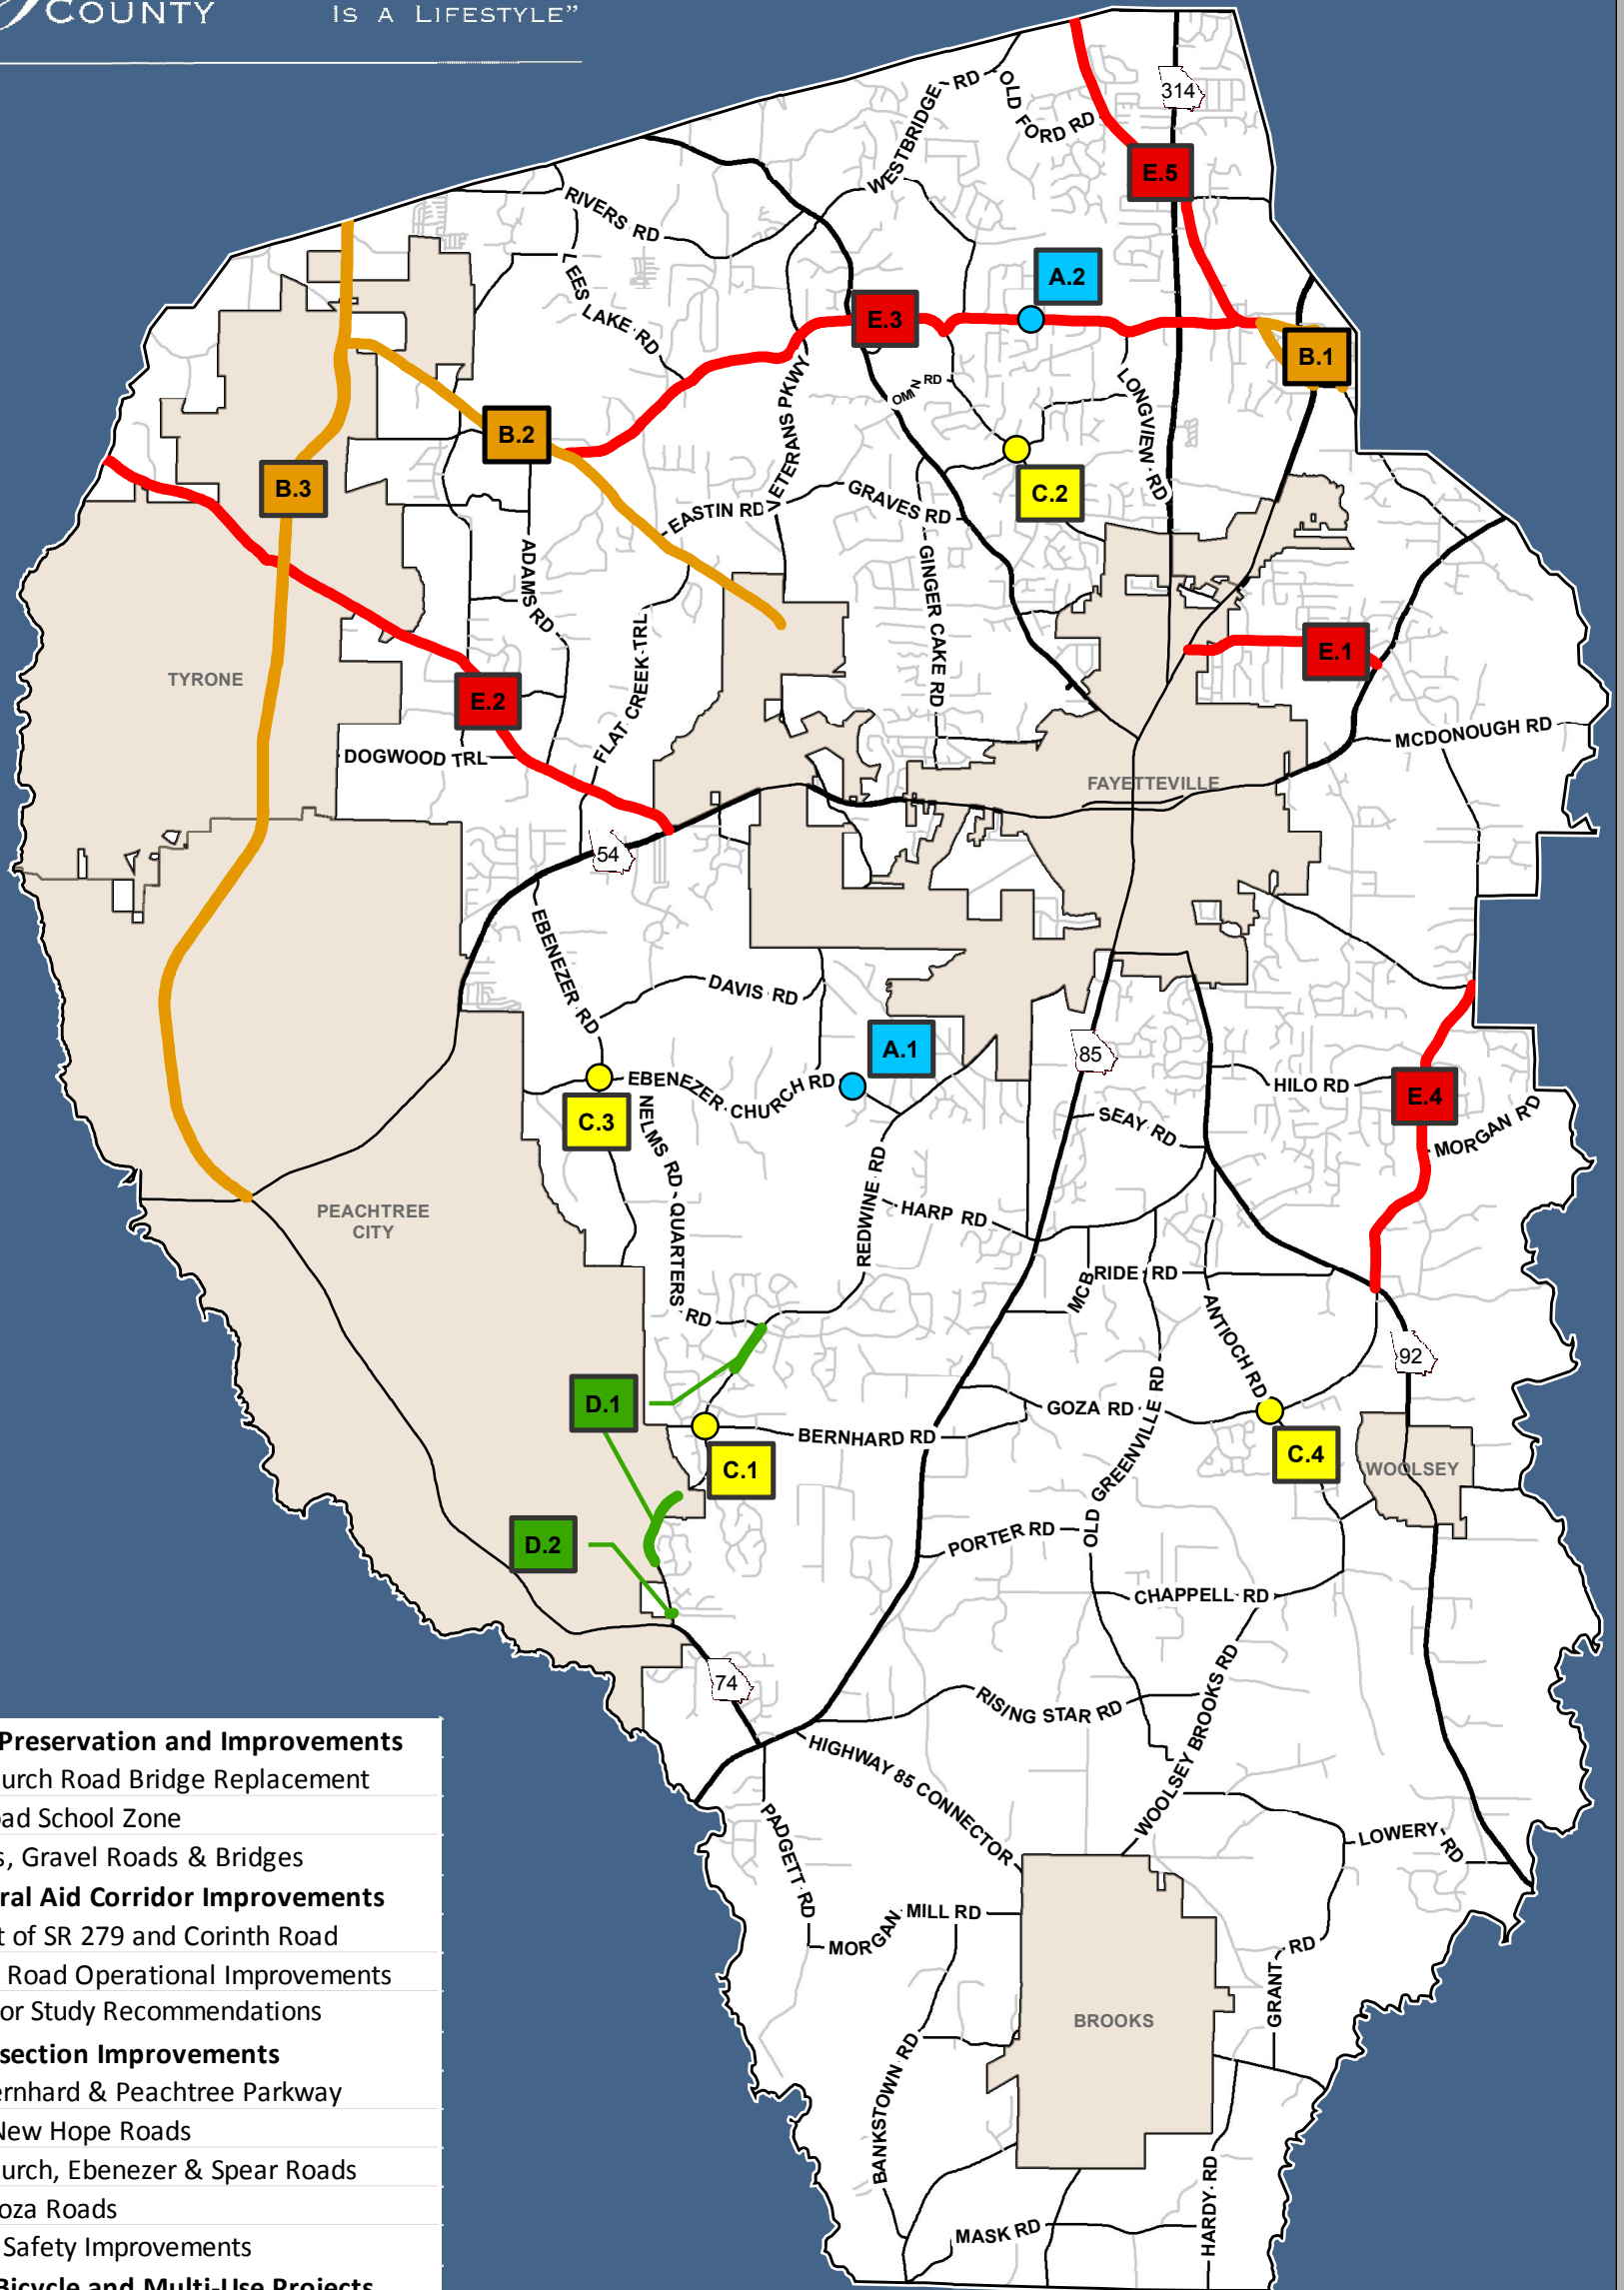 COUNTY
IS A LIFESTYLE”
314
WESTBRIDGE RD
OLD FORD RD
E.5
RIVERS RD
LEES LAKE RD
A.2
E.3
B.1
RD
LONGVIEW RD
B.2
VETERANS PKWY
B.3
C.2
EASTIN RD
GRAVES RD
ADAMS RD
GINGER CAKE RD
FLAT CREEK TRL
TYRONE
E.1
E.2
MCDONOUGH RD
DOGWOOD TRL
FAYETTEVILLE
54
EBENEZER RD
DAVIS RD
A.1
85
HILO RD
E.4
EBENEZER CHURCH RD
C.3
SEAY RD
MORGAN RD
NELMS RD
QUARTERS RD
REDWINE RD
PEACHTREE
CITY
HARP RD
MCBRIDE RD
ANTIOCH RD
92
D.1
GOZA RD
BERNHARD RD
OLD GREENVILLE RD
C.1
C.4
WOOLSEY
D.2
PORTER RD
CHAPPELL RD
74
RISING STAR RD
WOOLSEY BROOKS RD
HIGHWAY 85 CONNECTOR
PADGETT RD
LOWERY RD
MORGAN MILL RD
GRANT RD
BROOKS
BANKSTOWN RD
HARDY RD
MASK RD
Preservation and Improvements
urch Road Bridge Replacement
oad School Zone
s, Gravel Roads & Bridges
ral Aid Corridor Improvements
t of SR 279 and Corinth Road
Road Operational Improvements
or Study Recommendations
section Improvements
ernhard & Peachtree Parkway
New Hope Roads
urch, Ebenezer & Spear Roads
oza Roads
Safety Improvements
Bicycle and Multi-Use Projects